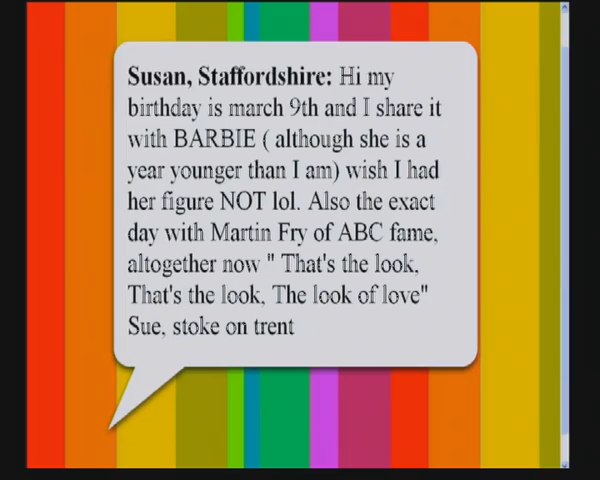 Susan, Staffordshire: Hi my
birthday is march 9th and I share it
with BARBIE ( although she is a
year younger than I am) wish I had
her figure NOT lol. Also the exact
day with Martin Fry of ABC fame,
altogether now " That's the look,
That's the look, The look of love"
Sue, stoke on trent